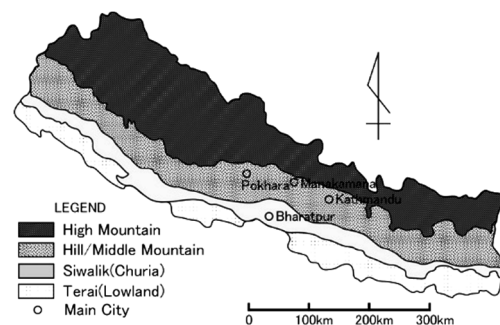 Pokhara
Manakamana
Kathmandu
Bharatpur
LEGEND
High Mountain
Hill/Middle Mountain
Siwalik(Churia)
Terai(Lowland)
Main City
0 100km 200km 300km